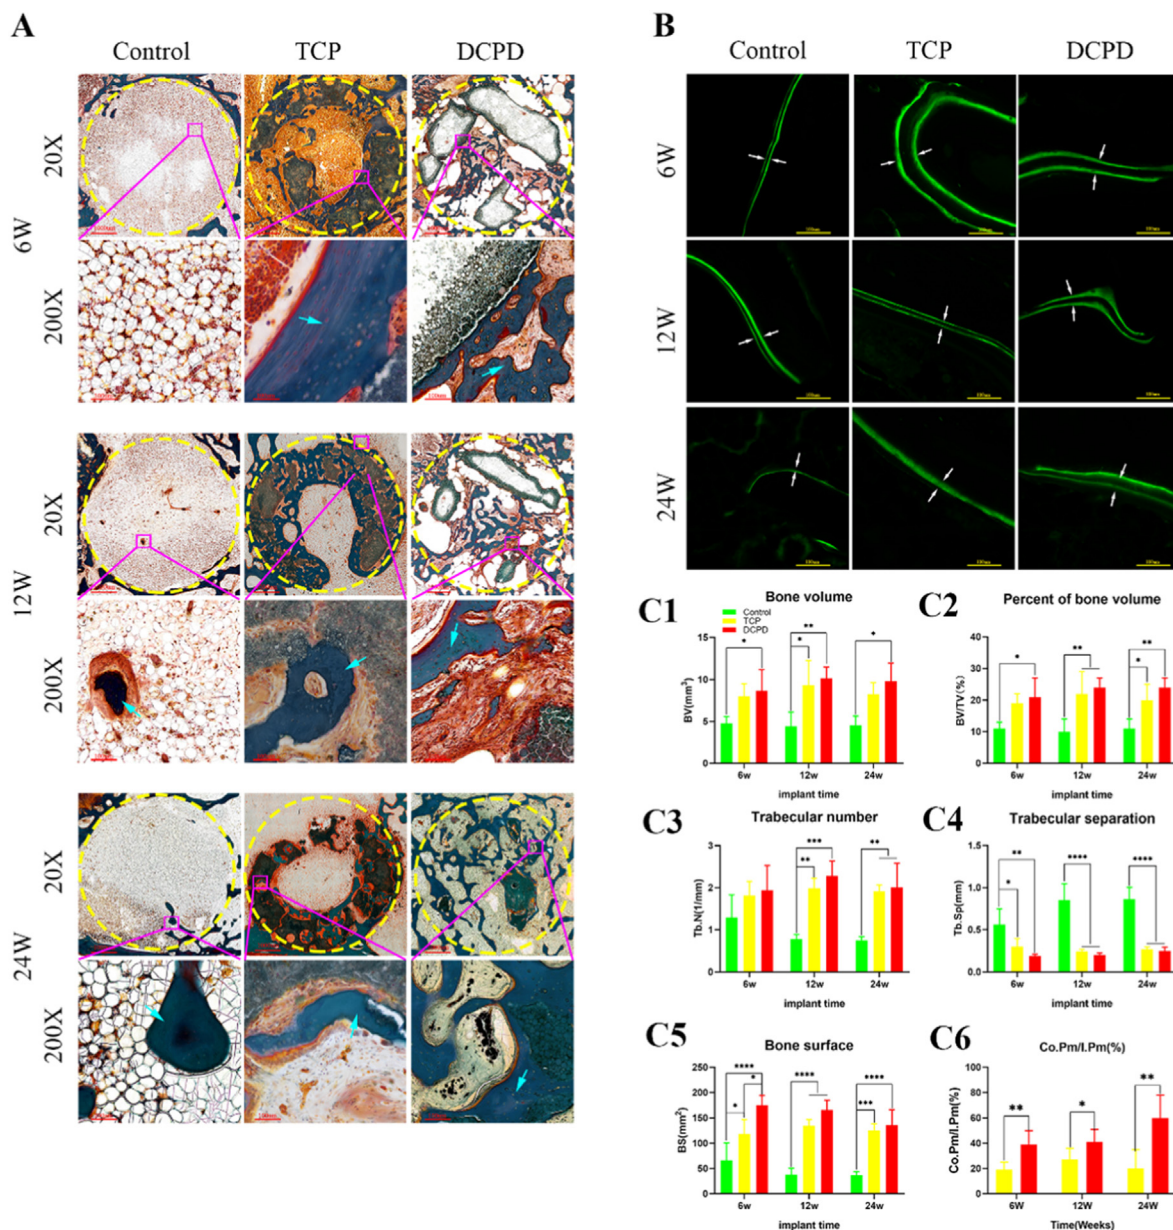 A
Control TCP DCPD
6W
20X
200X
12W
20X
200X
24W
20X
200X
B
Control TCP DCPD
6W
12W
24W
C1
Bone volume
Control
TCP
DCPD
BV(mm³)
15
10
5
0
* * ** *
6w 12w 24w
implant time
C2
Percent of bone volume
BV/TV(%)
40
30
20
10
0
* ** * **
6w 12w 24w
implant time
C3
Trabecular number
Tb.N(1/mm)
3
2
1
0
** *** **
6w 12w 24w
implant time
C4
Trabecular separation
Tb.Sp(mm)
1.5
1.0
0.5
0.0
* ** **** ****
6w 12w 24w
implant time
C5
Bone surface
BS(mm²)
250
200
150
100
50
0
* **** * **** *** ****
6w 12w 24w
implant time
C6
Co.Pm/I.Pm(%)
Co.Pm/I.Pm(%)
100
80
60
40
20
0
** * **
6W 12W 24W
Time(Weeks)